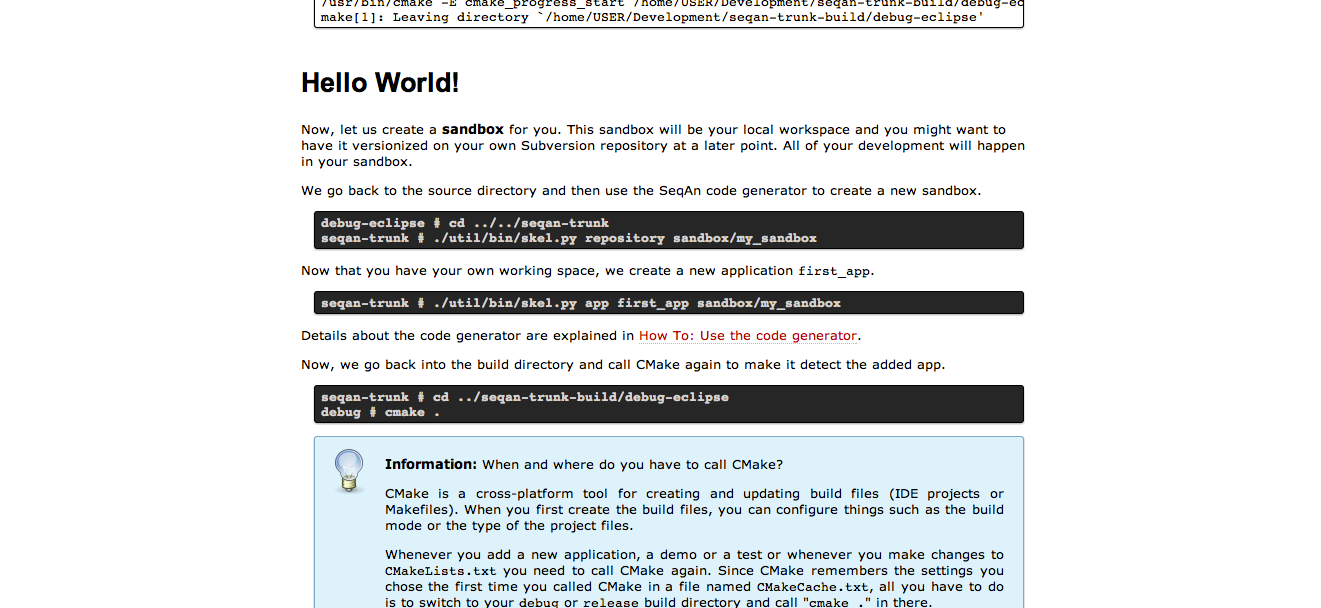 /usr/bin/cmake -E cmake_progress_start /home/USER/Development/seqan-trunk-build/debug-ec
make[1]: Leaving directory `/home/USER/Development/seqan-trunk-build/debug-eclipse'
Hello World!
Now, let us create a sandbox for you. This sandbox will be your local workspace and you might want to
have it versionized on your own Subversion repository at a later point. All of your development will happen
in your sandbox.
We go back to the source directory and then use the SeqAn code generator to create a new sandbox.
debug-eclipse # cd ../../seqan-trunk
seqan-trunk # ./util/bin/skel.py repository sandbox/my_sandbox
Now that you have your own working space, we create a new application first_app.
seqan-trunk # ./util/bin/skel.py app first_app sandbox/my_sandbox
Details about the code generator are explained in How To: Use the code generator.
Now, we go back into the build directory and call CMake again to make it detect the added app.
seqan-trunk # cd ../seqan-trunk-build/debug-eclipse
debug # cmake .
Information: When and where do you have to call CMake?
CMake is a cross-platform tool for creating and updating build files (IDE projects or
Makefiles). When you first create the build files, you can configure things such as the build
mode or the type of the project files.
Whenever you add a new application, a demo or a test or whenever you make changes to
CMakeLists.txt you need to call CMake again. Since CMake remembers the settings you
chose the first time you called CMake in a file named CMakeCache.txt, all you have to do
is to switch to your debug or release build directory and call "cmake ." in there.